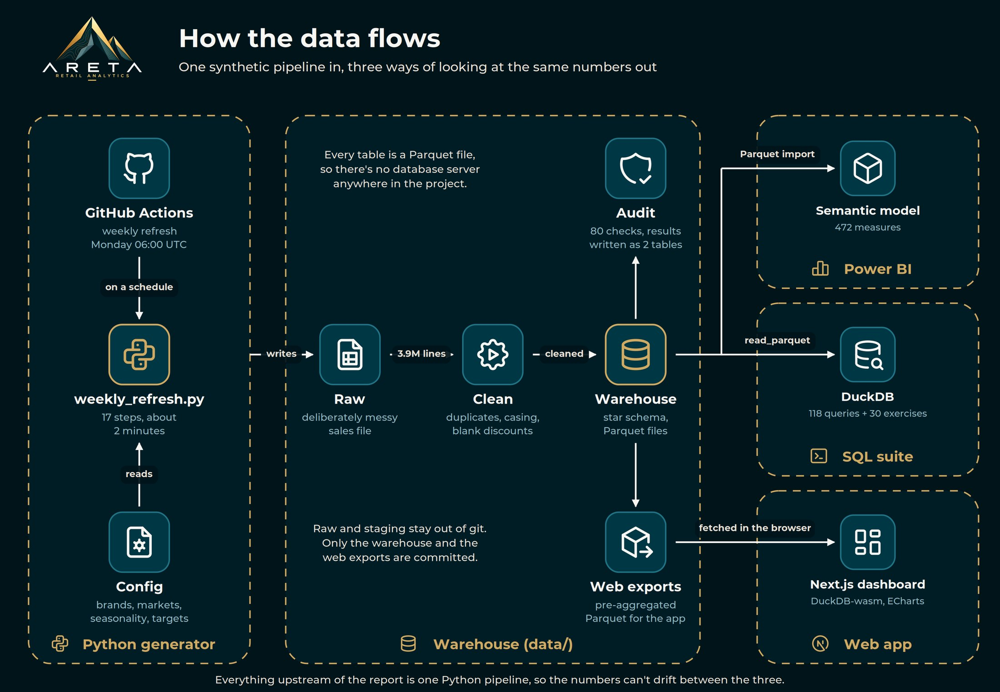 ARETA
RETAIL ANALYTICS
How the data flows
One synthetic pipeline in, three ways of looking at the same numbers out
GitHub Actions
weekly refresh
Monday 06:00 UTC
on a schedule
weekly_refresh.py
17 steps, about
2 minutes
reads
Config
brands, markets,
seasonality, targets
Python generator
writes
Every table is a Parquet file,
so there's no database server
anywhere in the project.
Raw
deliberately messy
sales file
3.9M lines
Clean
duplicates, casing,
blank discounts
cleaned
Warehouse
star schema,
Parquet files
Audit
80 checks, results
written as 2 tables
Raw and staging stay out of git.
Only the warehouse and the
web exports are committed.
Web exports
pre-aggregated
Parquet for the app
Warehouse (data/)
Parquet import
Semantic model
472 measures
Power BI
read_parquet
DuckDB
118 queries + 30 exercises
SQL suite
fetched in the browser
Next.js dashboard
DuckDB-wasm, ECharts
Web app
Everything upstream of the report is one Python pipeline, so the numbers can't drift between the three.